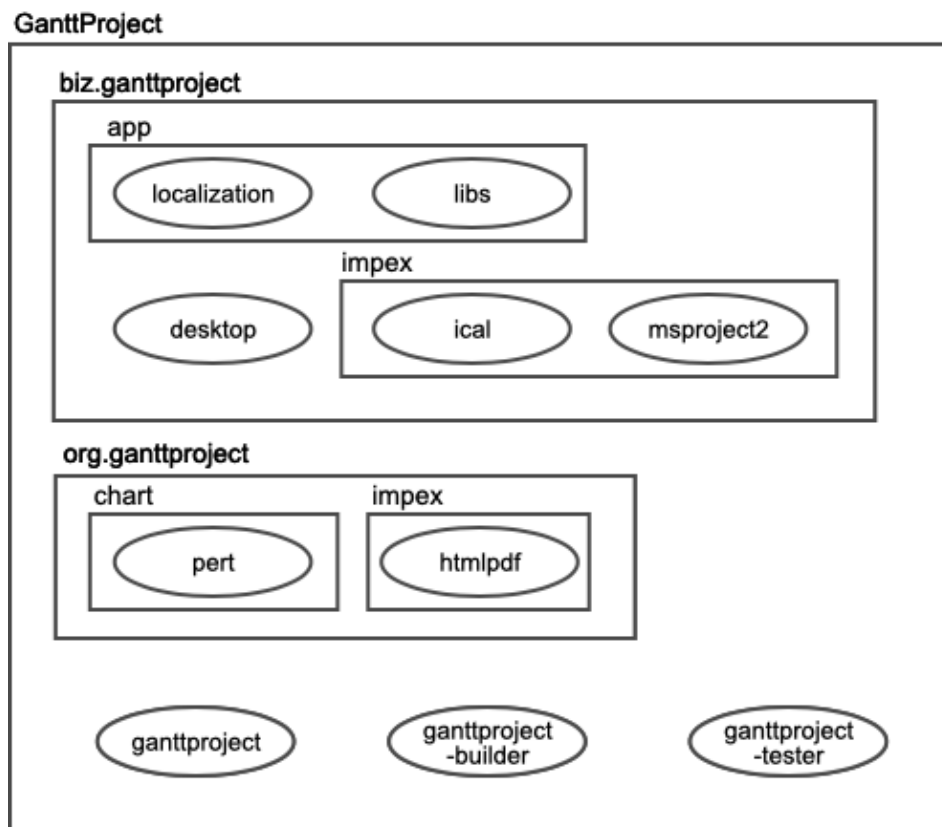 GanttProject
biz.ganttproject
app
localization
libs
impex
desktop
ical
msproject2
org.ganttproject
chart
impex
pert
htmlpdf
ganttproject
ganttproject
-builder
ganttproject
-tester